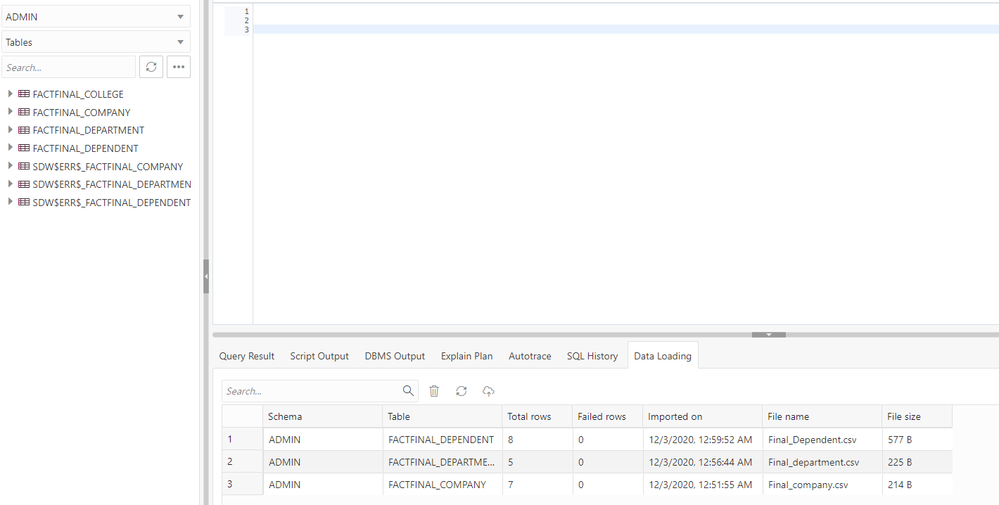 ADMIN
Tables
Search...
FACTFINAL_COLLEGE
FACTFINAL_COMPANY
FACTFINAL_DEPARTMENT
FACTFINAL_DEPENDENT
SDW$ERR$_FACTFINAL_COMPANY
SDW$ERR$_FACTFINAL_DEPARTMEN
SDW$ERR$_FACTFINAL_DEPENDENT
1
2
3
Query Result Script Output DBMS Output Explain Plan Autotrace SQL History Data Loading
Search...
Schema Table Total rows Failed rows Imported on File name File size
1 ADMIN FACTFINAL_DEPENDENT 8 0 12/3/2020, 12:59:52 AM Final_Dependent.csv 577 B
2 ADMIN FACTFINAL_DEPARTME... 5 0 12/3/2020, 12:56:44 AM Final_department.csv 225 B
3 ADMIN FACTFINAL_COMPANY 7 0 12/3/2020, 12:51:55 AM Final_company.csv 214 B